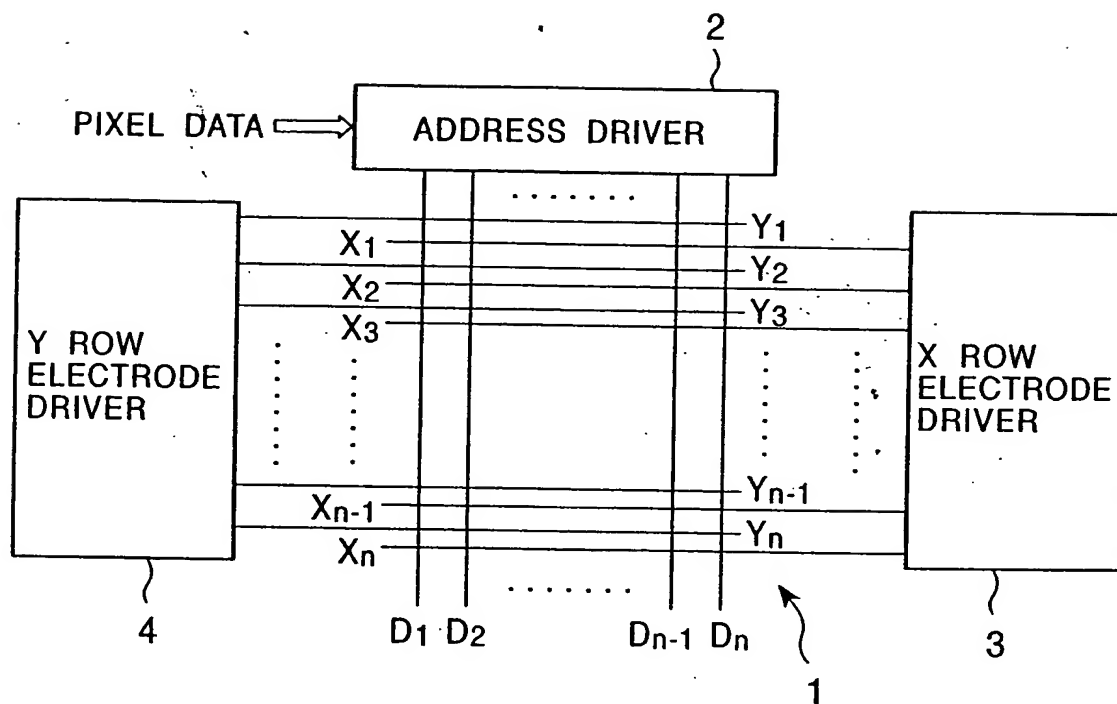 2
PIXEL DATA
ADDRESS DRIVER
Y1
X1
Y2
X2
Y3
X3
Y ROW
ELECTRODE
DRIVER
X ROW
ELECTRODE
DRIVER
Yn-1
Xn-1
Yn
Xn
4
D1 D2 Dn-1 Dn
3
1